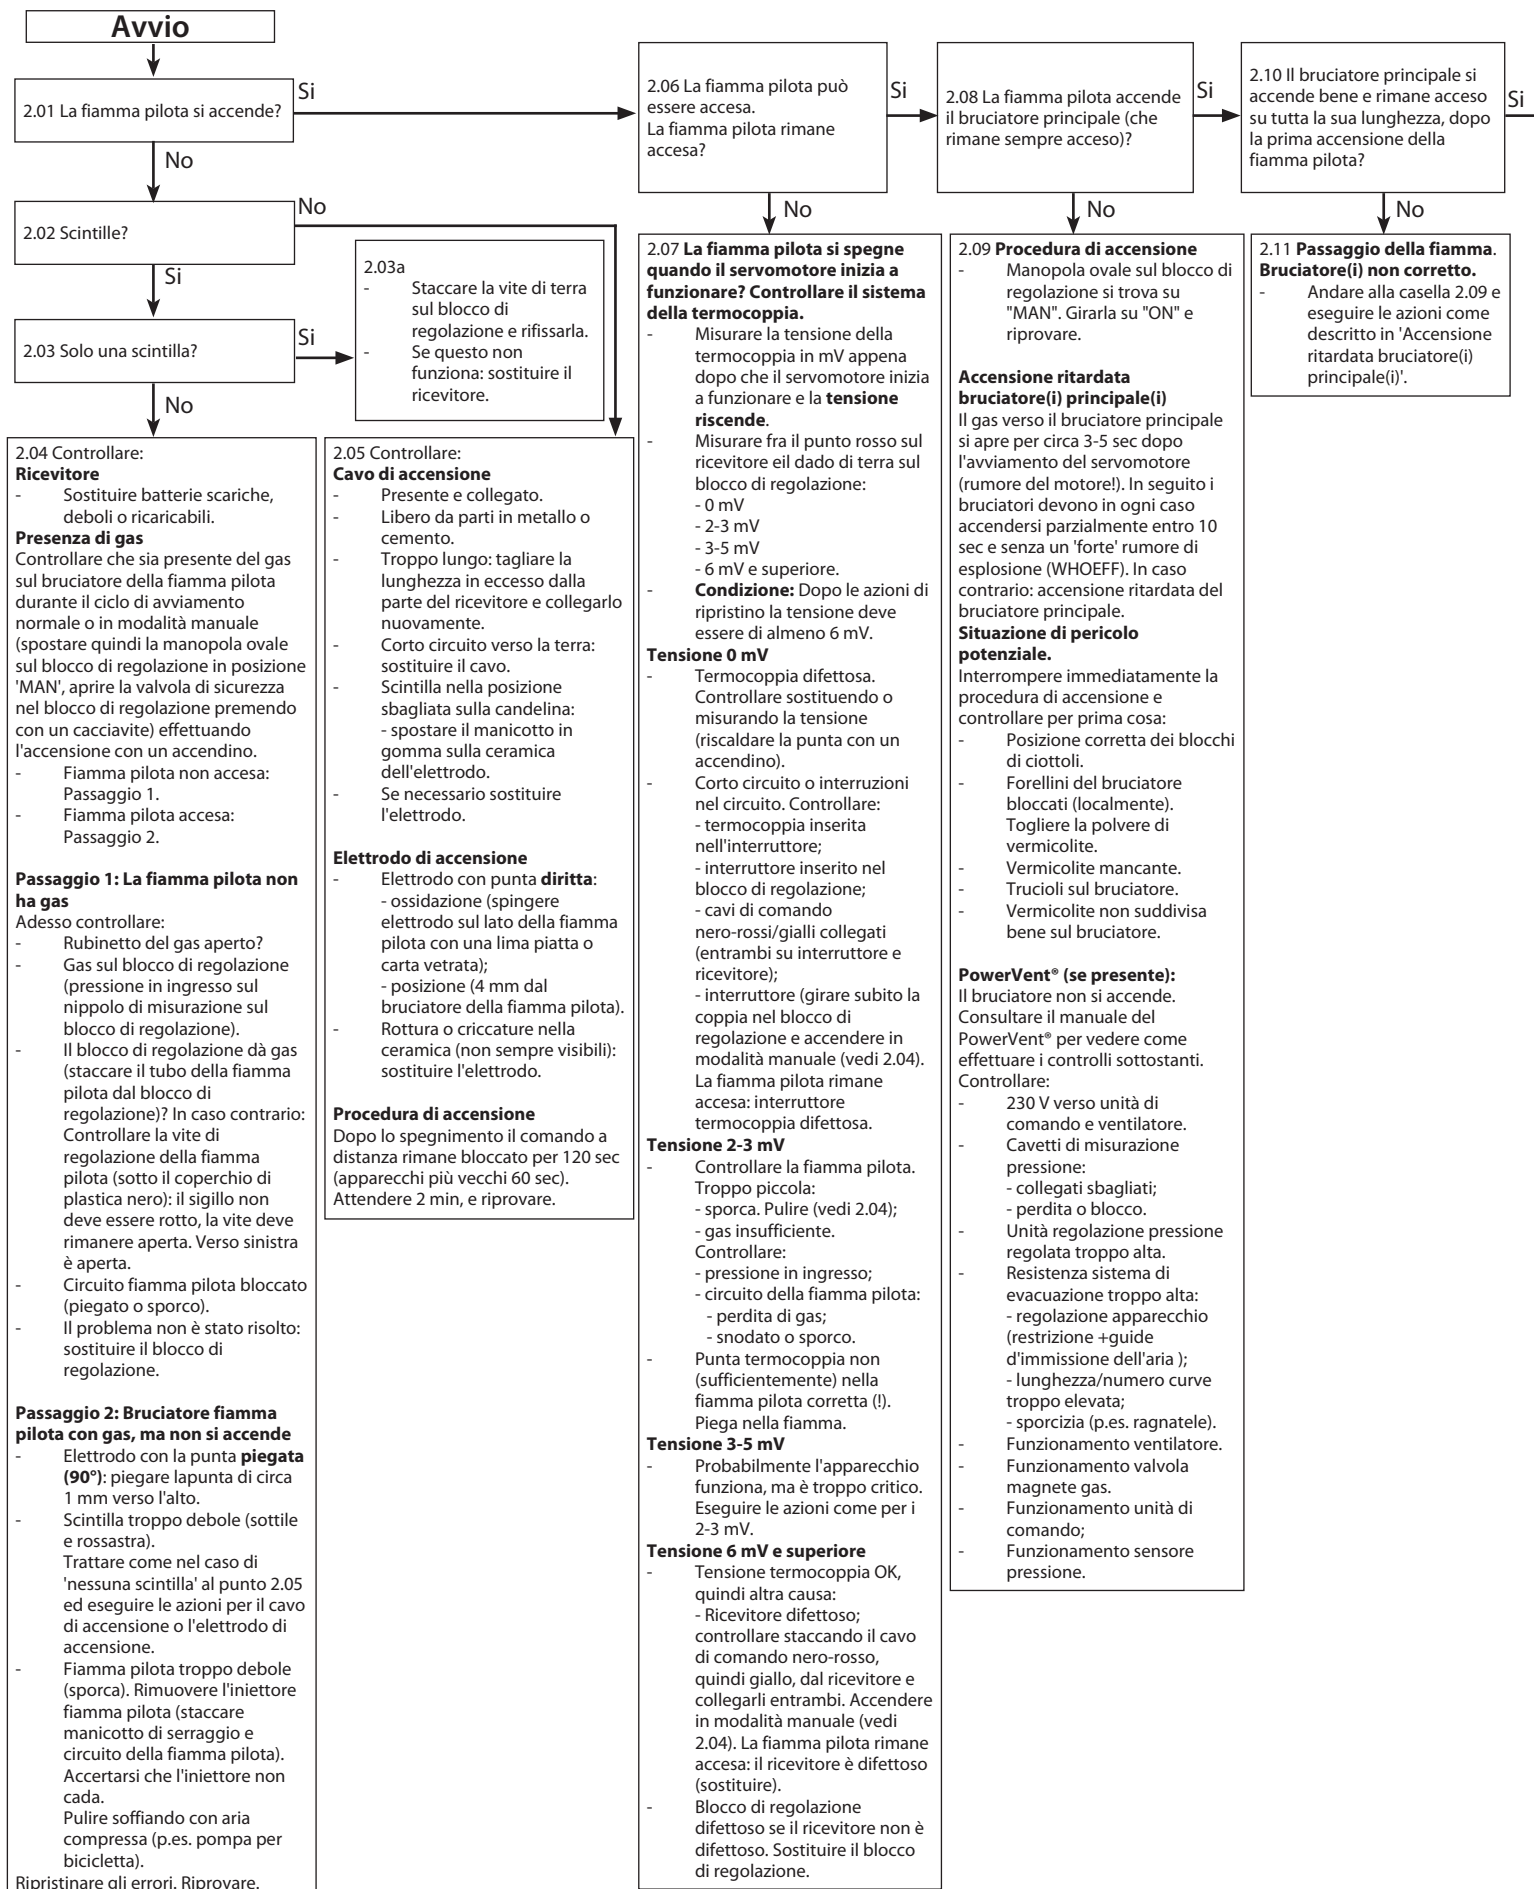 Avvio
2.01 La fiamma pilota si accende?
Si
No
2.02 Scintille?
No
Si
2.03 Solo una scintilla?
Si
No
2.03a
- Staccare la vite di terra
sul blocco di
regolazione e rifissarla.
- Se questo non
funziona: sostituire il
ricevitore.
2.04 Controllare:
Ricevitore
- Sostituire batterie scariche,
deboli o ricaricabili.
Presenza di gas
Controllare che sia presente del gas
sul bruciatore della fiamma pilota
durante il ciclo di avviamento
normale o in modalità manuale
(spostare quindi la manopola ovale
sul blocco di regolazione in posizione
'MAN', aprire la valvola di sicurezza
nel blocco di regolazione premendo
con un cacciavite) effettuando
l'accensione con un accendino.
- Fiamma pilota non accesa:
Passaggio 1.
- Fiamma pilota accesa:
Passaggio 2.
Passaggio 1: La fiamma pilota non
ha gas
Adesso controllare:
- Rubinetto del gas aperto?
- Gas sul blocco di regolazione
(pressione in ingresso sul
nippolo di misurazione sul
blocco di regolazione).
- Il blocco di regolazione dà gas
(staccare il tubo della fiamma
pilota dal blocco di
regolazione)? In caso contrario:
Controllare la vite di
regolazione della fiamma
pilota (sotto il coperchio di
plastica nero): il sigillo non
deve essere rotto, la vite deve
rimanere aperta. Verso sinistra
è aperta.
- Circuito fiamma pilota bloccato
(piegato o sporco).
- Il problema non è stato risolto:
sostituire il blocco di
regolazione.
Passaggio 2: Bruciatore fiamma
pilota con gas, ma non si accende
- Elettrodo con la punta piegata
(90°): piegare lapunta di circa
1 mm verso l'alto.
- Scintilla troppo debole (sottile
e rossastra).
Trattare come nel caso di
'nessuna scintilla' al punto 2.05
ed eseguire le azioni per il cavo
di accensione o l'elettrodo di
accensione.
- Fiamma pilota troppo debole
(sporca). Rimuovere l'iniettore
fiamma pilota (staccare
manicotto di serraggio e
circuito della fiamma pilota).
Accertarsi che l'iniettore non
cada.
Pulire soffiando con aria
compressa (p.es. pompa per
bicicletta).
Ripristinare gli errori. Riprovare.
2.05 Controllare:
Cavo di accensione
- Presente e collegato.
- Libero da parti in metallo o
cemento.
- Troppo lungo: tagliare la
lunghezza in eccesso dalla
parte del ricevitore e collegarlo
nuovamente.
- Corto circuito verso la terra:
sostituire il cavo.
- Scintilla nella posizione
sbagliata sulla candelina:
- spostare il manicotto in
gomma sulla ceramica
dell'elettrodo.
- Se necessario sostituire
l'elettrodo.
Elettrodo di accensione
- Elettrodo con punta diritta:
- ossidazione (spingere
elettrodo sul lato della fiamma
pilota con una lima piatta o
carta vetrata);
- posizione (4 mm dal
bruciatore della fiamma pilota).
- Rottura o criccature nella
ceramica (non sempre visibili):
sostituire l'elettrodo.
Procedura di accensione
Dopo lo spegnimento il comando a
distanza rimane bloccato per 120 sec
(apparecchi più vecchi 60 sec).
Attendere 2 min, e riprovare.
2.06 La fiamma pilota può
essere accesa.
La fiamma pilota rimane
accesa?
Si
No
2.07 La fiamma pilota si spegne
quando il servomotore inizia a
funzionare? Controllare il sistema
della termocoppia.
- Misurare la tensione della
termocoppia in mV appena
dopo che il servomotore inizia
a funzionare e la tensione
riscende.
- Misurare fra il punto rosso sul
ricevitore eil dado di terra sul
blocco di regolazione:
- 0 mV
- 2-3 mV
- 3-5 mV
- 6 mV e superiore.
- Condizione: Dopo le azioni di
ripristino la tensione deve
essere di almeno 6 mV.
Tensione 0 mV
- Termocoppia difettosa.
Controllare sostituendo o
misurando la tensione
(riscaldare la punta con un
accendino).
- Corto circuito o interruzioni
nel circuito. Controllare:
- termocoppia inserita
nell'interruttore;
- interruttore inserito nel
blocco di regolazione;
- cavi di comando
nero-rossi/gialli collegati
(entrambi su interruttore e
ricevitore);
- interruttore (girare subito la
coppia nel blocco di
regolazione e accendere in
modalità manuale (vedi 2.04).
La fiamma pilota rimane
accesa: interruttore
termocoppia difettosa.
Tensione 2-3 mV
- Controllare la fiamma pilota.
Troppo piccola:
- sporca. Pulire (vedi 2.04);
- gas insufficiente.
Controllare:
- pressione in ingresso;
- circuito della fiamma pilota:
- perdita di gas;
- snodato o sporco.
- Punta termocoppia non
(sufficientemente) nella
fiamma pilota corretta (!).
Piega nella fiamma.
Tensione 3-5 mV
- Probabilmente l'apparecchio
funziona, ma è troppo critico.
Eseguire le azioni come per i
2-3 mV.
Tensione 6 mV e superiore
- Tensione termocoppia OK,
quindi altra causa:
- Ricevitore difettoso;
controllare staccando il cavo
di comando nero-rosso,
quindi giallo, dal ricevitore e
collegarli entrambi. Accendere
in modalità manuale (vedi
2.04). La fiamma pilota rimane
accesa: il ricevitore è difettoso
(sostituire).
- Blocco di regolazione
difettoso se il ricevitore non è
difettoso. Sostituire il blocco
di regolazione.
2.08 La fiamma pilota accende
il bruciatore principale (che
rimane sempre acceso)?
Si
No
2.09 Procedura di accensione
- Manopola ovale sul blocco di
regolazione si trova su
"MAN". Girarla su "ON" e
riprovare.
Accensione ritardata
bruciatore(i) principale(i)
Il gas verso il bruciatore principale
si apre per circa 3-5 sec dopo
l'avviamento del servomotore
(rumore del motore!). In seguito i
bruciatori devono in ogni caso
accendersi parzialmente entro 10
sec e senza un 'forte' rumore di
esplosione (WHOEFF). In caso
contrario: accensione ritardata del
bruciatore principale.
Situazione di pericolo
potenziale.
Interrompere immediatamente la
procedura di accensione e
controllare per prima cosa:
- Posizione corretta dei blocchi
di ciottoli.
- Forellini del bruciatore
bloccati (localmente).
Togliere la polvere di
vermicolite.
- Vermicolite mancante.
- Trucioli sul bruciatore.
- Vermicolite non suddivisa
bene sul bruciatore.
PowerVent® (se presente):
Il bruciatore non si accende.
Consultare il manuale del
PowerVent® per vedere come
effettuare i controlli sottostanti.
Controllare:
- 230 V verso unità di
comando e ventilatore.
- Cavetti di misurazione
pressione:
- collegati sbagliati;
- perdita o blocco.
- Unità regolazione pressione
regolata troppo alta.
- Resistenza sistema di
evacuazione troppo alta:
- regolazione apparecchio
(restrizione +guide
d'immissione dell'aria );
- lunghezza/numero curve
troppo elevata;
- sporcizia (p.es. ragnatele).
- Funzionamento ventilatore.
- Funzionamento valvola
magnete gas.
- Funzionamento unità di
comando;
- Funzionamento sensore
pressione.
2.10 Il bruciatore principale si
accende bene e rimane acceso
su tutta la sua lunghezza, dopo
la prima accensione della
fiamma pilota?
Si
No
2.11 Passaggio della fiamma.
Bruciatore(i) non corretto.
- Andare alla casella 2.09 e
eseguire le azioni come
descritto in 'Accensione
ritardata bruciatore(i)
principale(i)'.